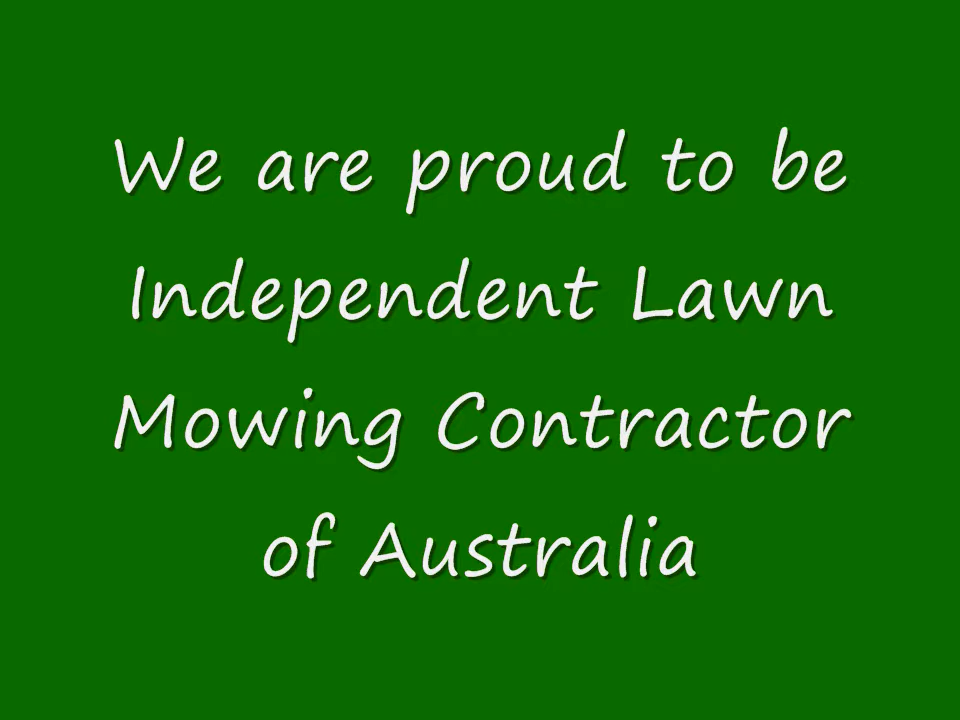 We are proud to be
Independent Lawn
Mowing Contractor
of Australia